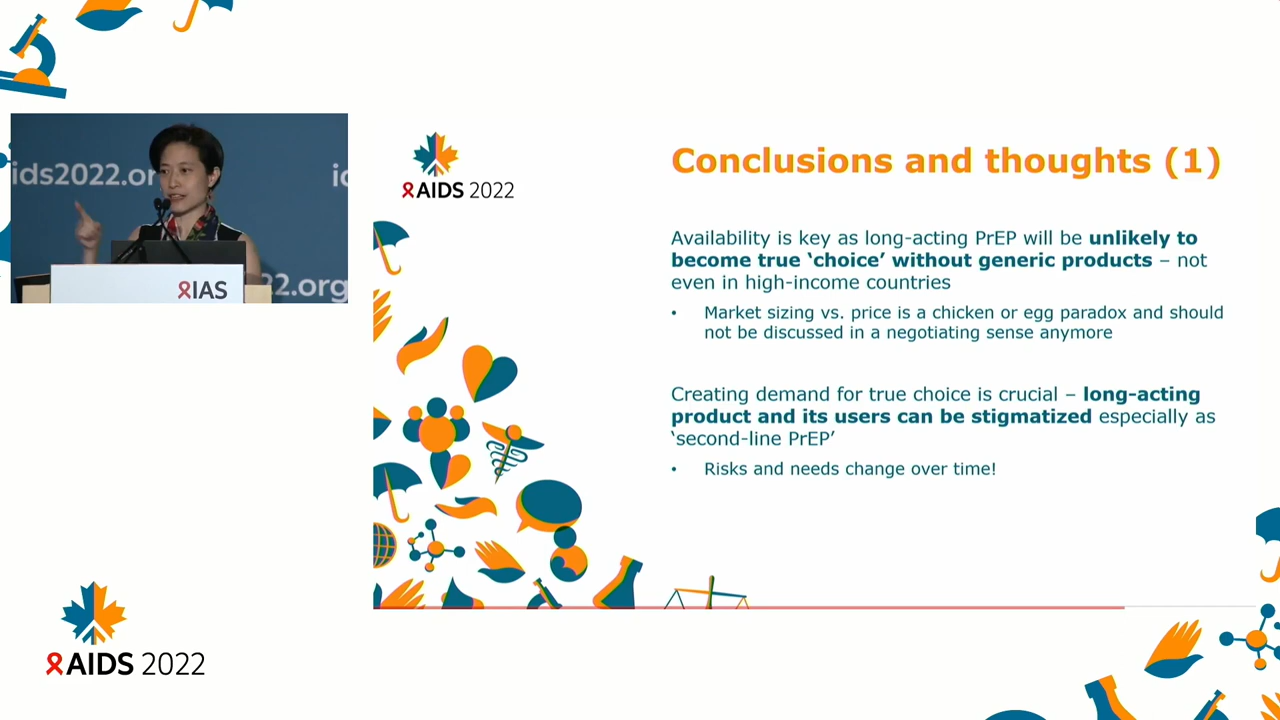 ids2022.or
ic
IAS
22.org
AIDS 2022
Conclusions and thoughts (1)
Availability is key as long-acting PrEP will be unlikely to
become true ‘choice’ without generic products – not
even in high-income countries
• Market sizing vs. price is a chicken or egg paradox and should
not be discussed in a negotiating sense anymore
Creating demand for true choice is crucial – long-acting
product and its users can be stigmatized especially as
‘second-line PrEP’
• Risks and needs change over time!
AIDS 2022